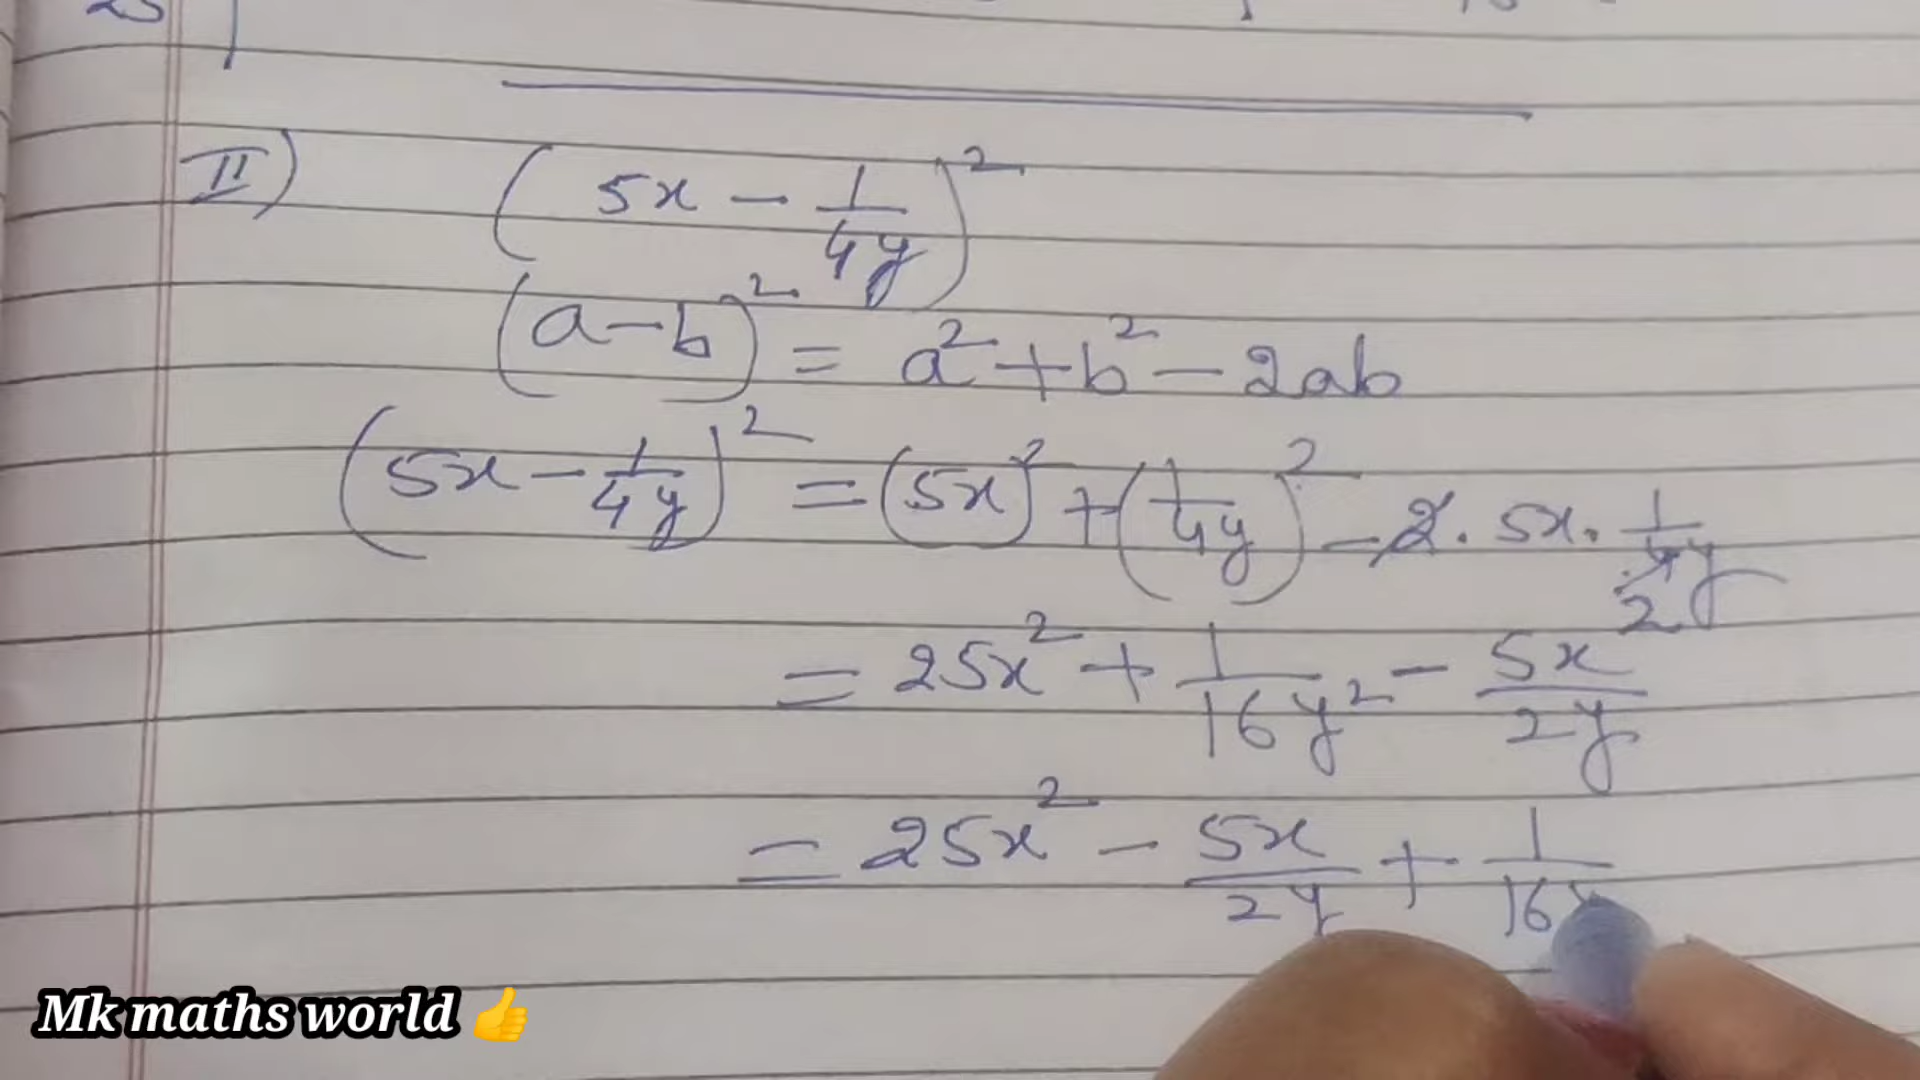 II) (5x - 1/4y)²
(a-b)² = a² + b² - 2ab
(5x - 1/4y)² = (5x)² + (1/4y)² - 2 . 5x . 1/4y
2
= 25x² + 1/16y² - 5x/2y
= 25x² - 5x/2y + 1/16
Mk maths world 👍